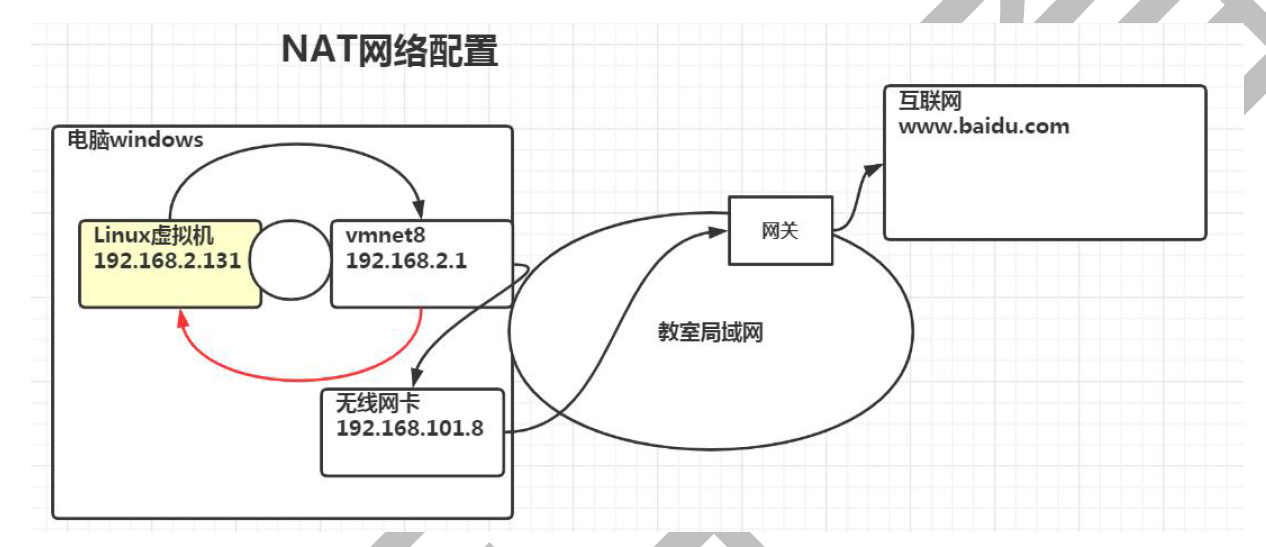 NAT网络配置
互联网
www.baidu.com
电脑windows
Linux虚拟机
192.168.2.131
vmnet8
192.168.2.1
网关
教室局域网
无线网卡
192.168.101.8